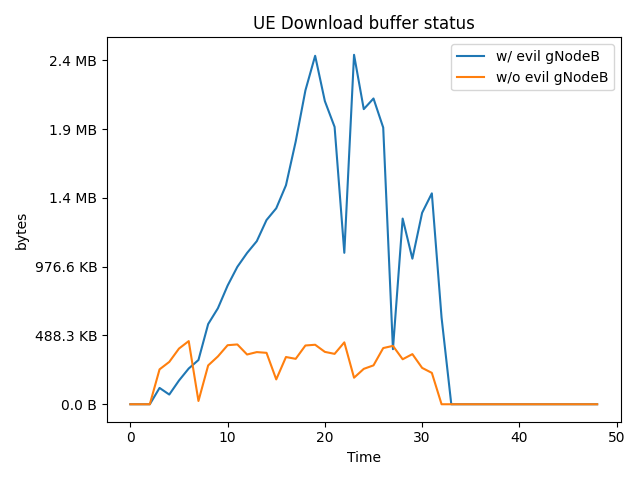 UE Download buffer status
w/ evil gNodeB
w/o evil gNodeB
2.4 MB
1.9 MB
1.4 MB
976.6 KB
488.3 KB
0.0 B
bytes
0 10 20 30 40 50
Time